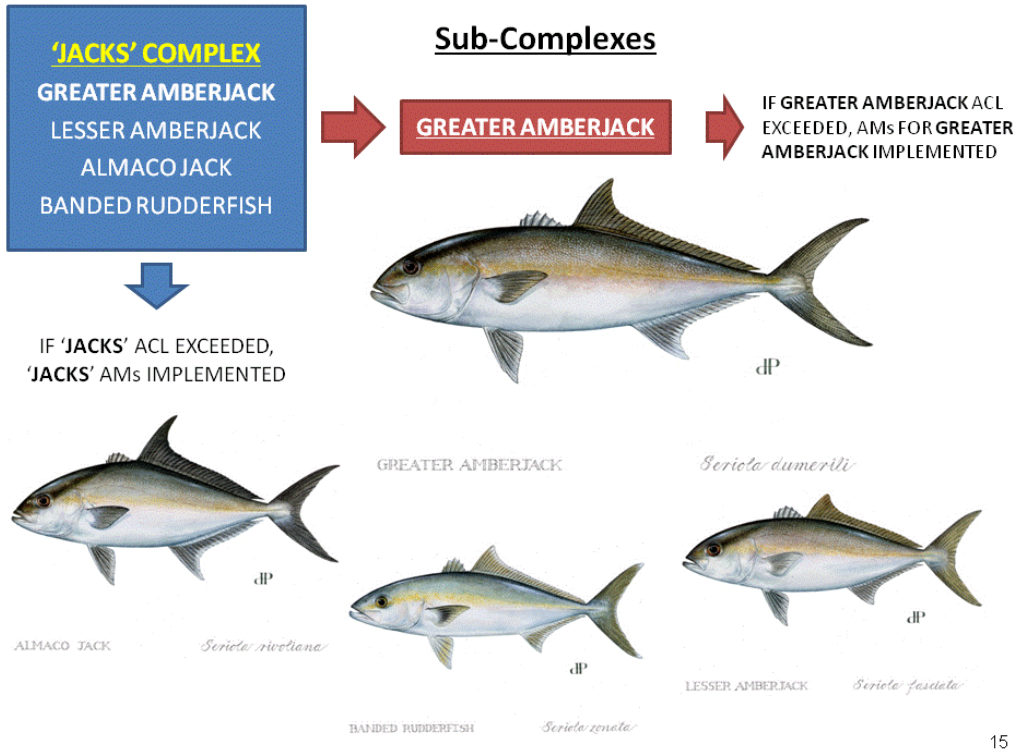 ‘JACKS’ COMPLEX
GREATER AMBERJACK
LESSER AMBERJACK
ALMACO JACK
BANDED RUDDERFISH
Sub-Complexes
GREATER AMBERJACK
IF GREATER AMBERJACK ACL
EXCEEDED, AMs FOR GREATER
AMBERJACK IMPLEMENTED
IF ‘JACKS’ ACL EXCEEDED,
‘JACKS’ AMs IMPLEMENTED
dP
GREATER AMBERJACK
Seriola dumerili
dP
ALMACO JACK
Seriola rivoliana
dP
BANDED RUDDERFISH
Seriola zonata
dP
LESSER AMBERJACK
Seriola fasciata
15